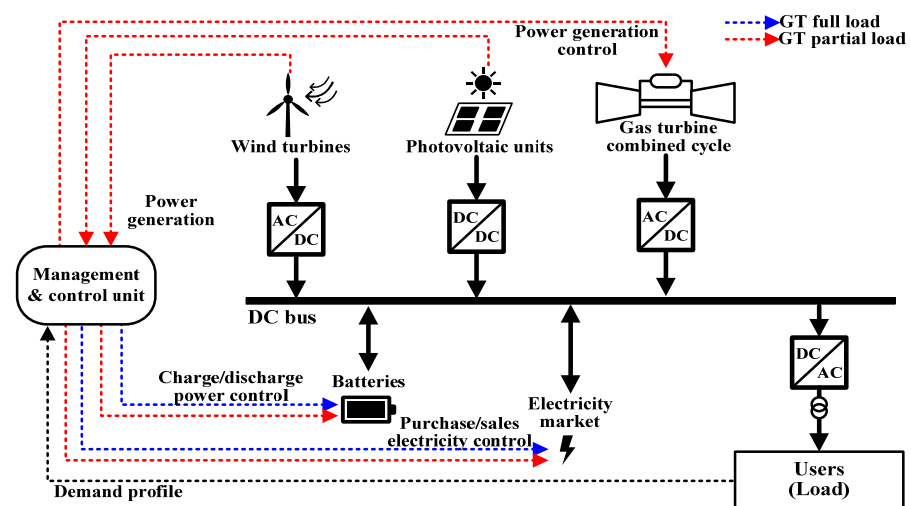 Power generation
control
GT full load
GT partial load
Wind turbines
Photovoltaic units
Gas turbine
combined cycle
Power
generation
AC
DC
DC
DC
AC
DC
Management
& control unit
DC bus
DC
AC
Charge/discharge
power control
Batteries
Purchase/sales
electricity control
Electricity
market
Demand profile
Users
(Load)